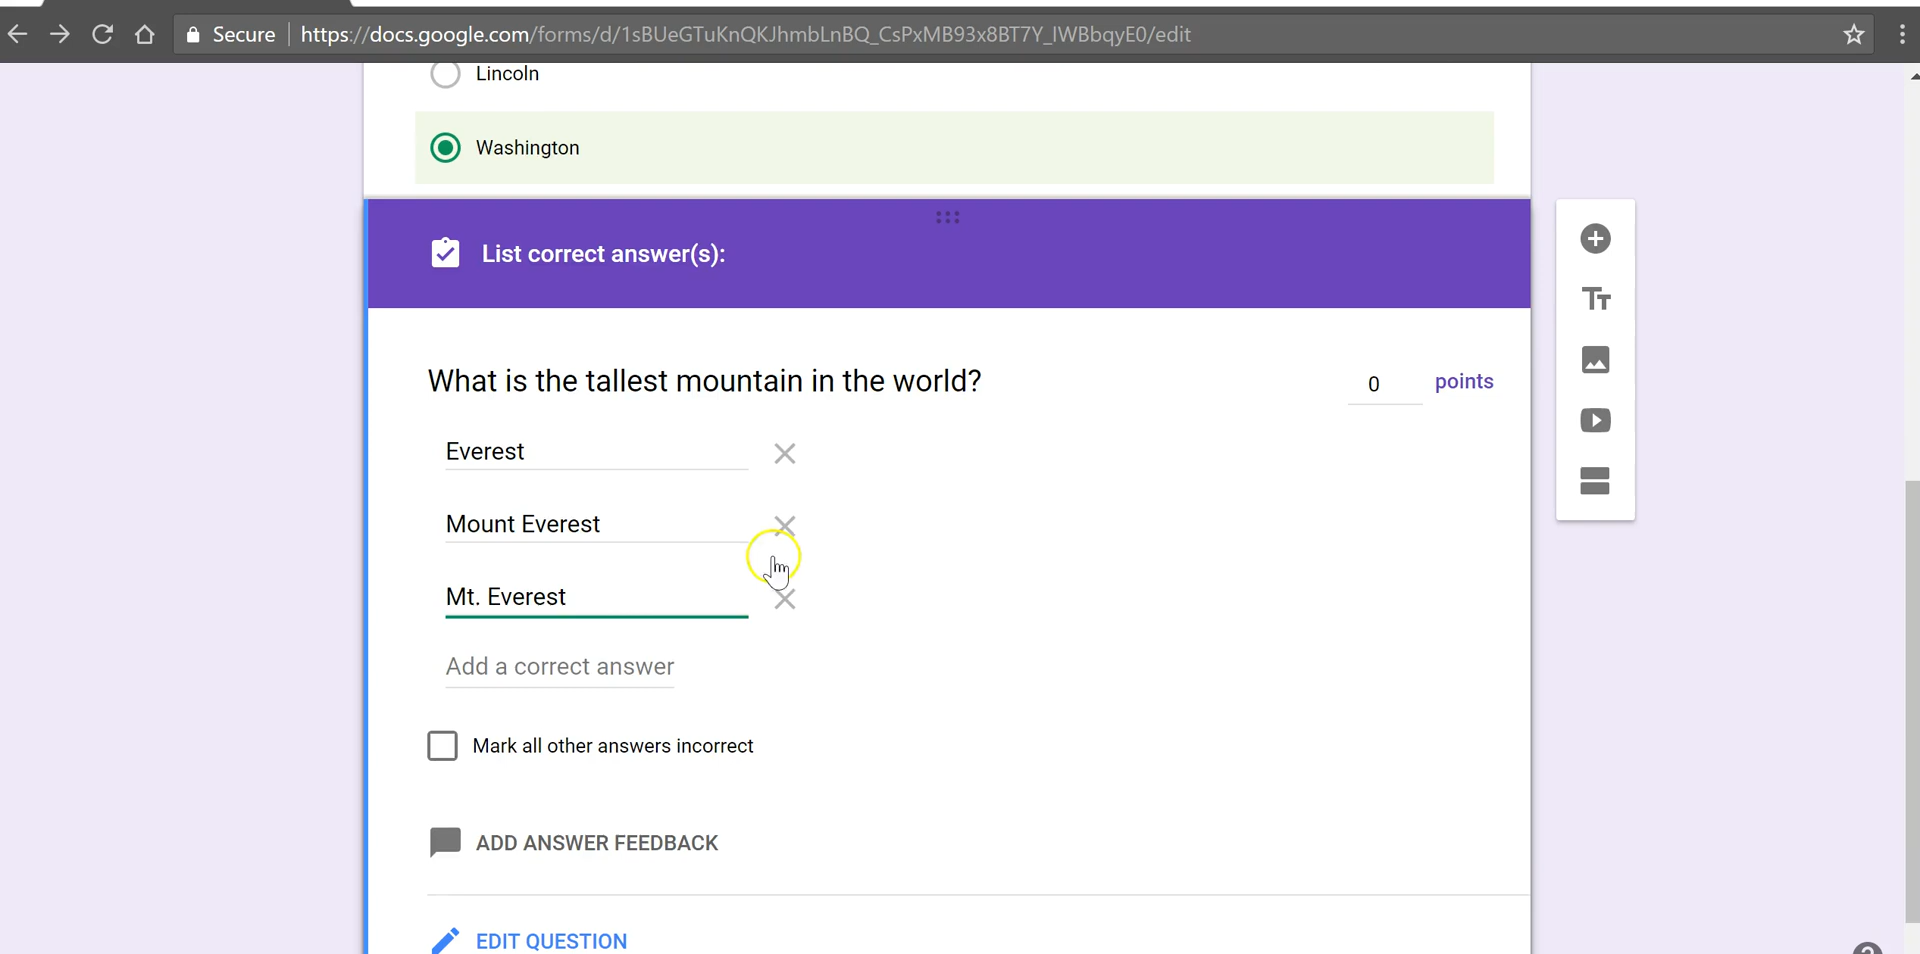 Secure https://docs.google.com/forms/d/1sBUeGTuKnQKJhmbLnBQ_CsPxMB93x8BT7Y_IWBbqyE0/edit
Lincoln
Washington
List correct answer(s):
What is the tallest mountain in the world? 0 points
Everest
Mount Everest
Mt. Everest
Add a correct answer
Mark all other answers incorrect
ADD ANSWER FEEDBACK
EDIT QUESTION